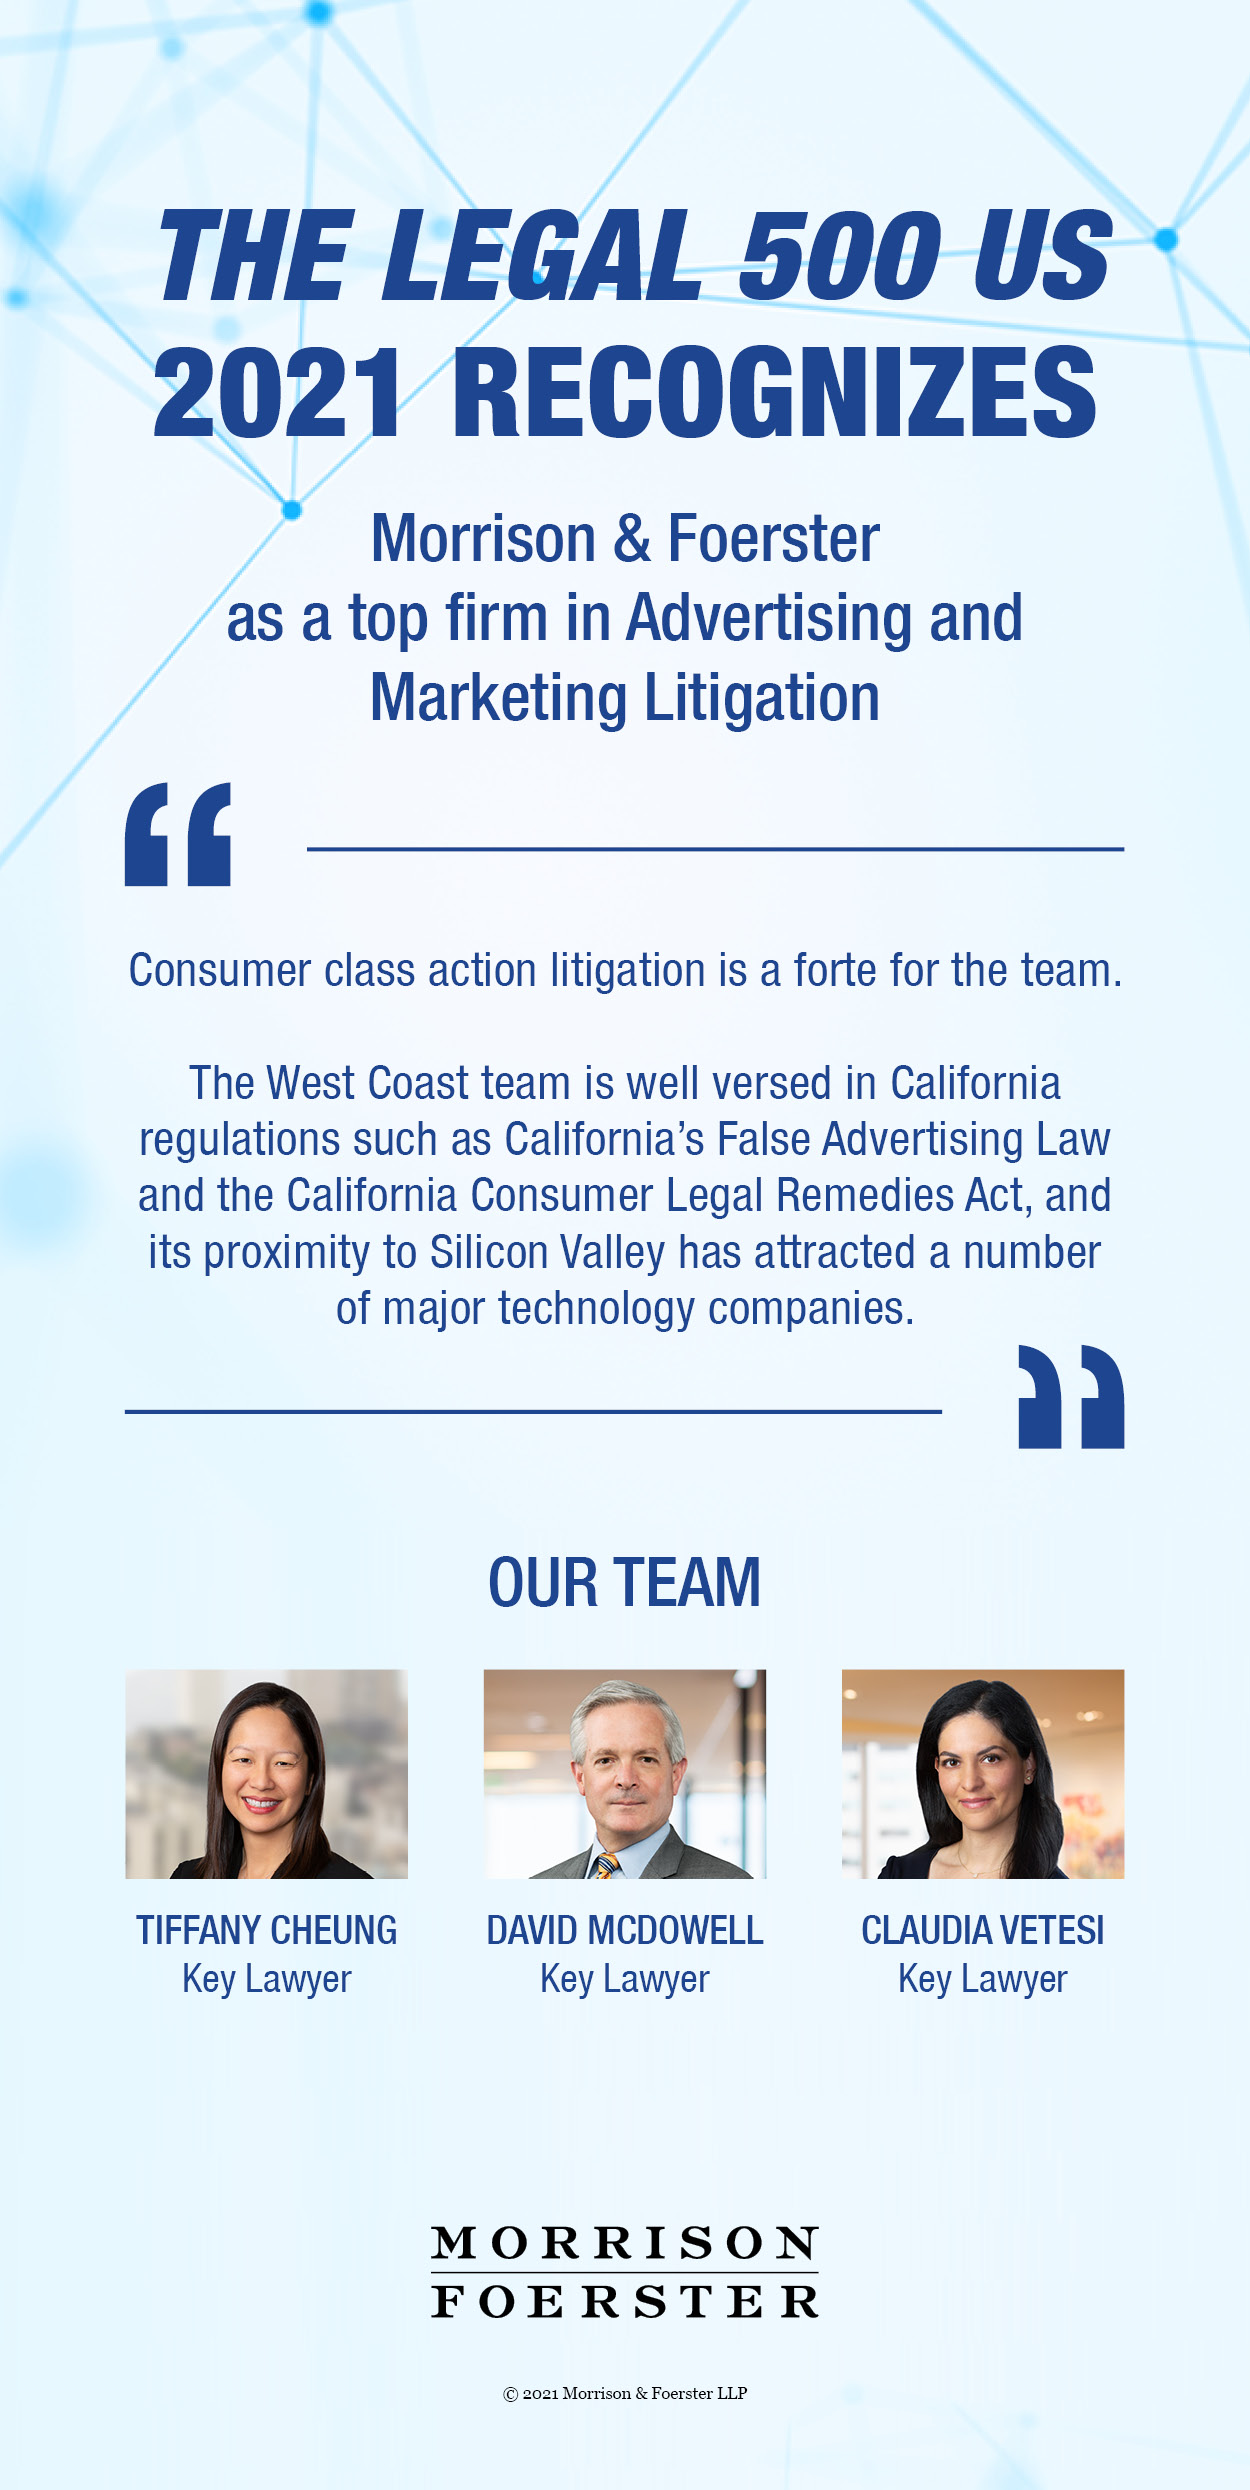 THE LEGAL 500 US
2021 RECOGNIZES
Morrison & Foerster
as a top firm in Advertising and
Marketing Litigation
“
Consumer class action litigation is a forte for the team.
The West Coast team is well versed in California
regulations such as California’s False Advertising Law
and the California Consumer Legal Remedies Act, and
its proximity to Silicon Valley has attracted a number
of major technology companies.
”
OUR TEAM
TIFFANY CHEUNG
Key Lawyer
DAVID MCDOWELL
Key Lawyer
CLAUDIA VETESI
Key Lawyer
MORRISON
FOERSTER
© 2021 Morrison & Foerster LLP